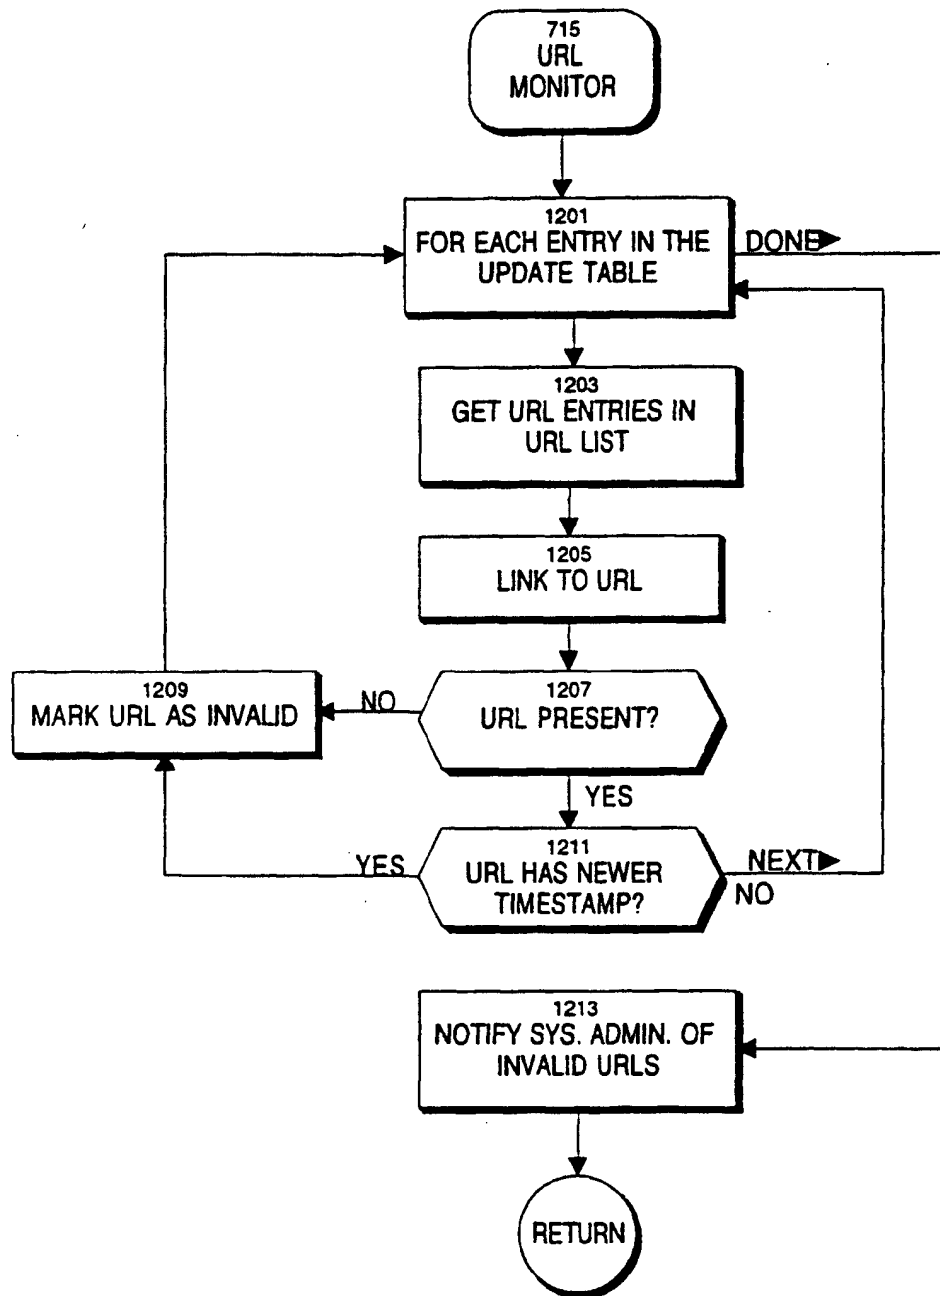 715
URL
MONITOR
1201
FOR EACH ENTRY IN THE
UPDATE TABLE
DONE
1203
GET URL ENTRIES IN
URL LIST
1205
LINK TO URL
1207
URL PRESENT?
NO
1209
MARK URL AS INVALID
YES
1211
URL HAS NEWER
TIMESTAMP?
YES
NEXT
NO
1213
NOTIFY SYS. ADMIN. OF
INVALID URLS
RETURN